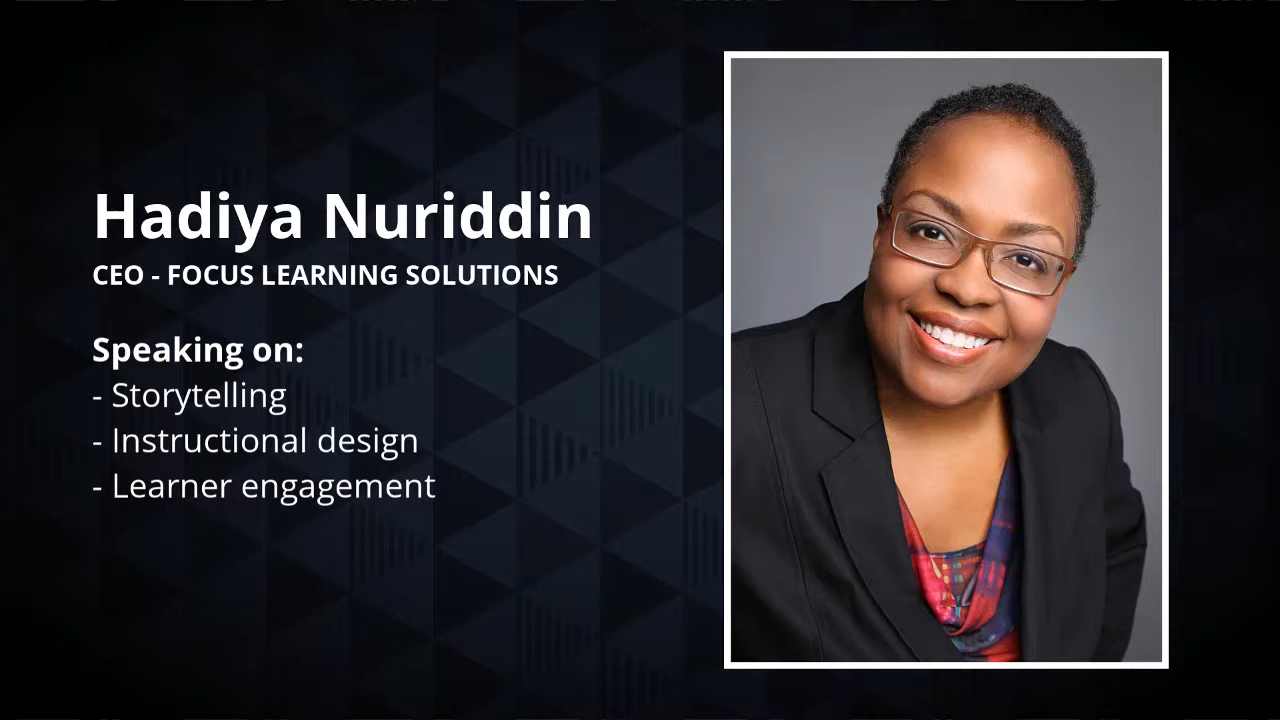 Hadiya Nuriddin
CEO - FOCUS LEARNING SOLUTIONS
Speaking on:
- Storytelling
- Instructional design
- Learner engagement